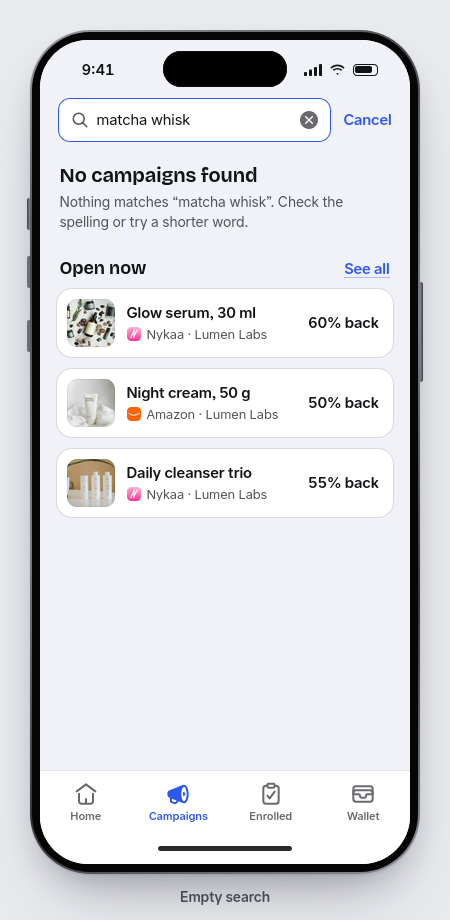 9:41
matcha whisk
Cancel
No campaigns found
Nothing matches “matcha whisk”. Check the
spelling or try a shorter word.
Open now
See all
Glow serum, 30 ml
Nykaa · Lumen Labs
60% back
Night cream, 50 g
Amazon · Lumen Labs
50% back
Daily cleanser trio
Nykaa · Lumen Labs
55% back
Home
Campaigns
Enrolled
Wallet
Empty search